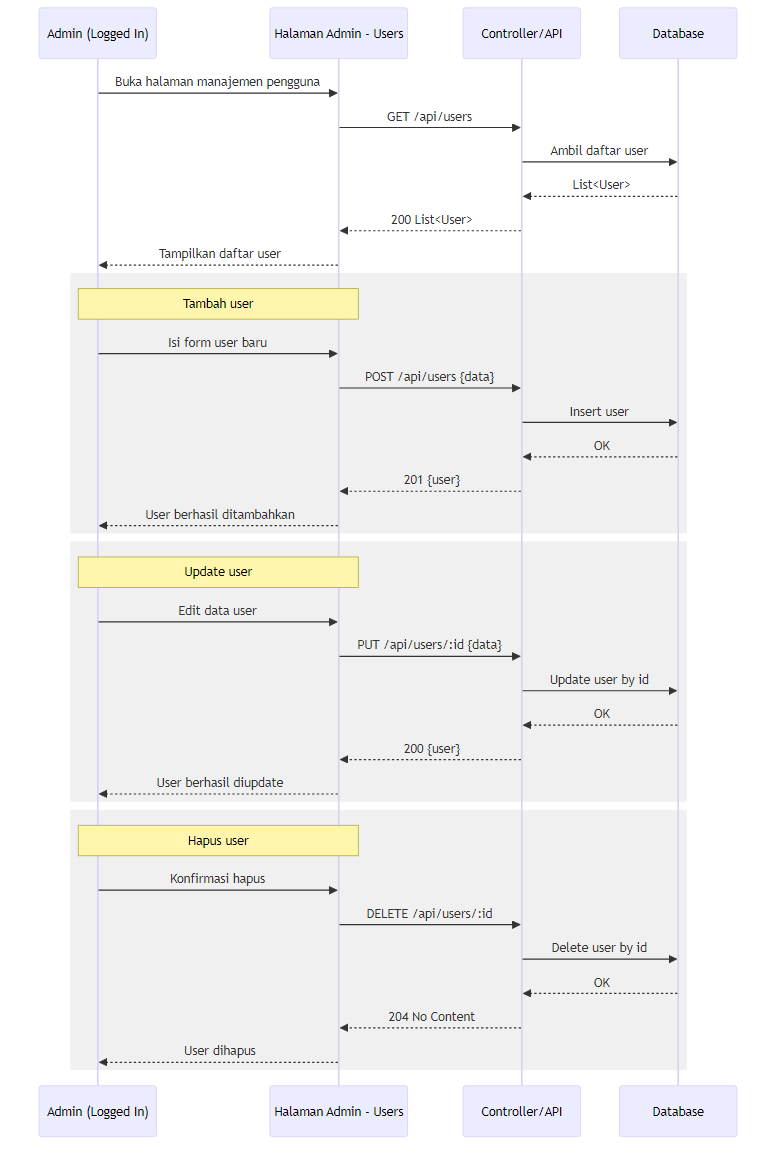 Admin (Logged In)
Halaman Admin - Users
Controller/API
Database
Buka halaman manajemen pengguna
GET /api/users
Ambil daftar user
List<User>
200 List<User>
Tampilkan daftar user
Tambah user
Isi form user baru
POST /api/users {data}
Insert user
OK
201 {user}
User berhasil ditambahkan
Update user
Edit data user
PUT /api/users/:id {data}
Update user by id
OK
200 {user}
User berhasil diupdate
Hapus user
Konfirmasi hapus
DELETE /api/users/:id
Delete user by id
OK
204 No Content
User dihapus
Admin (Logged In)
Halaman Admin - Users
Controller/API
Database